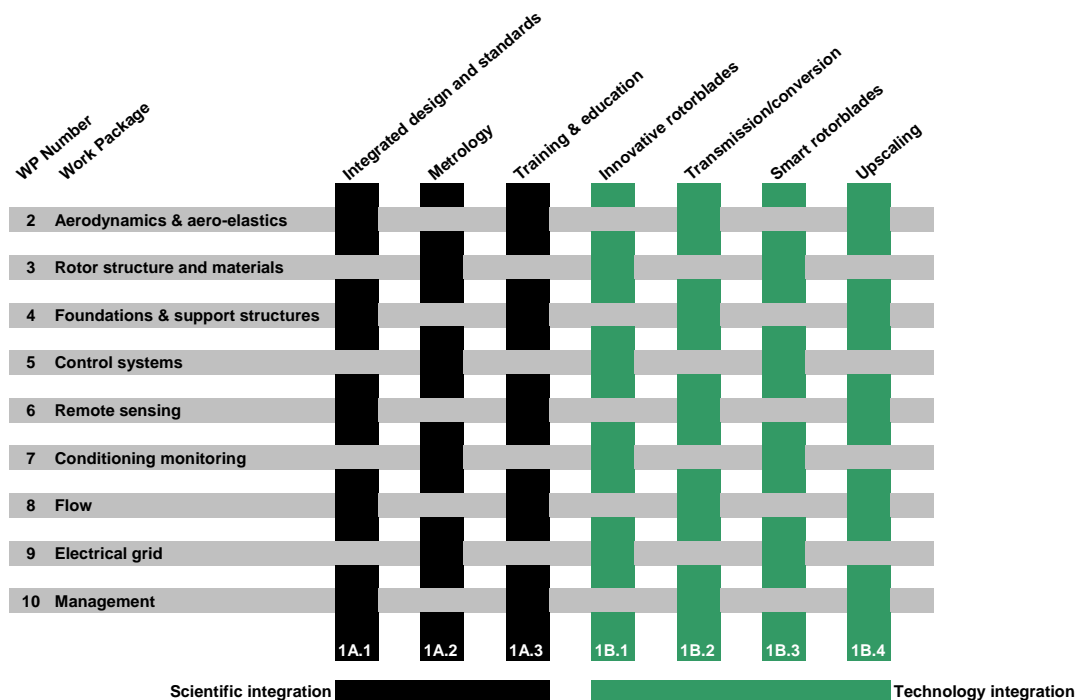 WP Number
Work Package
Integrated design and standards
Metrology
Training & education
Innovative rotorblades
Transmission/conversion
Smart rotorblades
Upscaling
2 Aerodynamics & aero-elastics
3 Rotor structure and materials
4 Foundations & support structures
5 Control systems
6 Remote sensing
7 Conditioning monitoring
8 Flow
9 Electrical grid
10 Management
1A.1 1A.2 1A.3 1B.1 1B.2 1B.3 1B.4
Scientific integration Technology integration